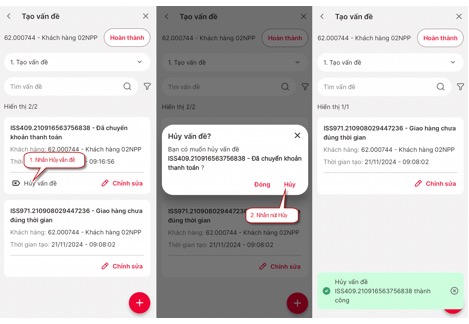 Tạo vấn đề
62.000744 - Khách hàng 02NPP
Hoàn thành
1. Tạo vấn đề
Tìm vấn đề
Hiển thị 2/2
ISS409.210916563756838 - Đã chuyển
khoản thanh toán
Khách hàng: 62.000744 - Khách hàng 02NPP
1. Nhấn Hủy vấn đề
- 09:16:56
Hủy vấn đề
Chỉnh sửa
ISS971.210908029447236 - Giao hàng chưa
đúng thời gian
Khách hàng: 62.000744 - Khách hàng 02NPP
Thời gian tạo: 21/11/2024 - 09:08:02
Chỉnh sửa
Tạo vấn đề
62.000744 - Khách hàng 02NPP
Hoàn thành
1. Tạo vấn đề
Tìm vấn đề
Hiển thị 2/2
Hủy vấn đề?
Bạn có muốn hủy vấn đề
ISS409.210916563756838 - Đã chuyển khoản
thanh toán ?
Đóng
Hủy
2. Nhấn nút Hủy
ISS971.210908029447236 - Giao hàng chưa
đúng thời gian
Khách hàng: 62.000744 - Khách hàng 02NPP
Thời gian tạo: 21/11/2024 - 09:08:02
Chỉnh sửa
Tạo vấn đề
62.000744 - Khách hàng 02NPP
Hoàn thành
1. Tạo vấn đề
Tìm vấn đề
Hiển thị 1/1
ISS971.210908029447236 - Giao hàng chưa
đúng thời gian
Khách hàng: 62.000744 - Khách hàng 02NPP
Thời gian tạo: 21/11/2024 - 09:08:02
Chỉnh sửa
Hủy vấn đề
ISS409.210916563756838 thành
công